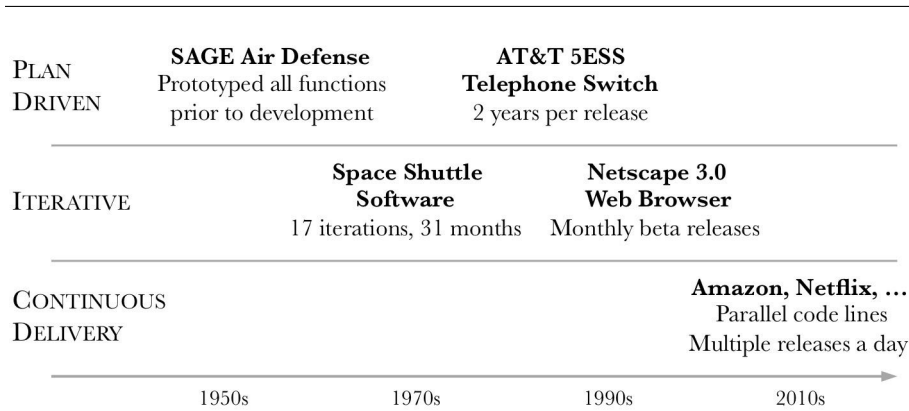 PLAN
DRIVEN
SAGE Air Defense
Prototyped all functions
prior to development
AT&T 5ESS
Telephone Switch
2 years per release
ITERATIVE
Space Shuttle
Software
17 iterations, 31 months
Netscape 3.0
Web Browser
Monthly beta releases
CONTINUOUS
DELIVERY
Amazon, Netflix, …
Parallel code lines
Multiple releases a day
1950s 1970s 1990s 2010s